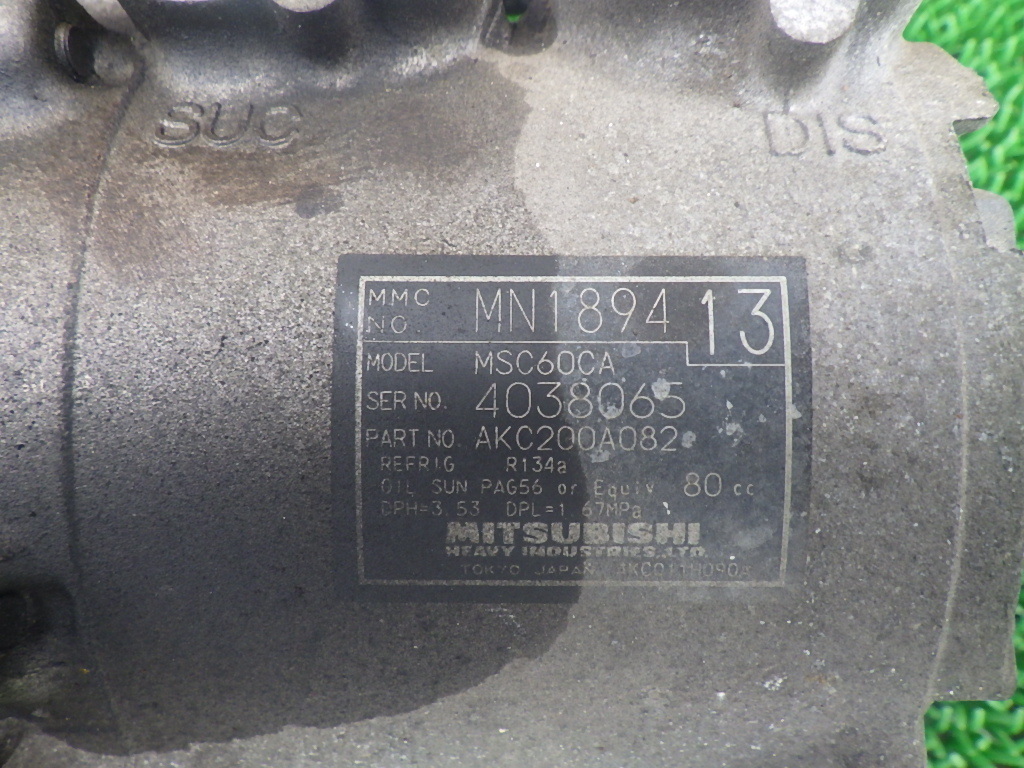 SUC
DIS
MMC NO. MN1894 13
MODEL MSC60CA
SER NO. 4038065
PART NO. AKC200A082
REFRIG R134a
OIL SUN PAG56 or Equiv 80 cc
DPH=3.53 DPL=1.67MPa
MITSUBISHI
HEAVY INDUSTRIES,LTD.
TOKYO JAPAN